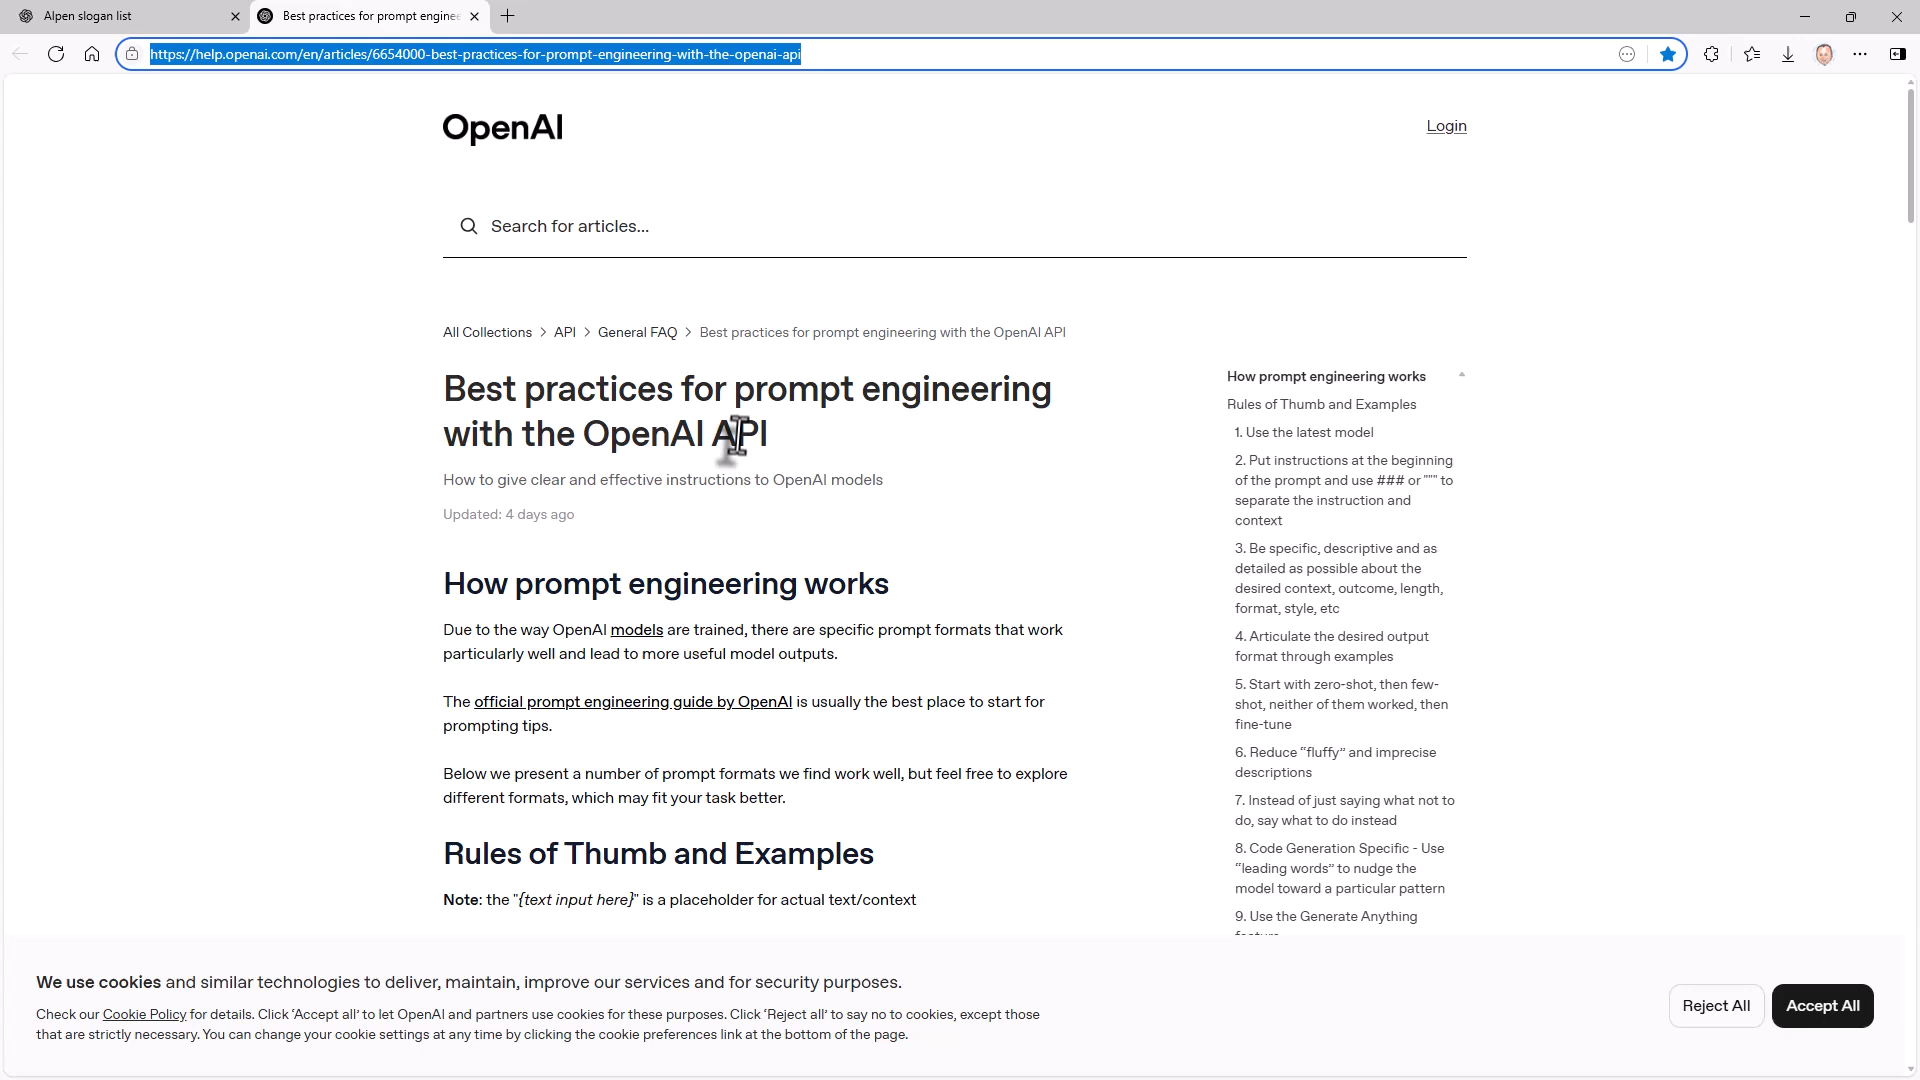 Alpen slogan list
Best practices for prompt enginee
https://help.openai.com/en/articles/6654000-best-practices-for-prompt-engineering-with-the-openai-api
OpenAI
Login
Search for articles...
All Collections > API > General FAQ > Best practices for prompt engineering with the OpenAI API
Best practices for prompt engineering
with the OpenAI API
How to give clear and effective instructions to OpenAI models
Updated: 4 days ago
How prompt engineering works
Due to the way OpenAI models are trained, there are specific prompt formats that work
particularly well and lead to more useful model outputs.
The official prompt engineering guide by OpenAI is usually the best place to start for
prompting tips.
Below we present a number of prompt formats we find work well, but feel free to explore
different formats, which may fit your task better.
Rules of Thumb and Examples
Note: the "{text input here}" is a placeholder for actual text/context
How prompt engineering works
Rules of Thumb and Examples
1. Use the latest model
2. Put instructions at the beginning
of the prompt and use ### or """ to
separate the instruction and
context
3. Be specific, descriptive and as
detailed as possible about the
desired context, outcome, length,
format, style, etc
4. Articulate the desired output
format through examples
5. Start with zero-shot, then few-
shot, neither of them worked, then
fine-tune
6. Reduce “fluffy” and imprecise
descriptions
7. Instead of just saying what not to
do, say what to do instead
8. Code Generation Specific - Use
“leading words” to nudge the
model toward a particular pattern
9. Use the Generate Anything
We use cookies and similar technologies to deliver, maintain, improve our services and for security purposes.
Check our Cookie Policy for details. Click ‘Accept all’ to let OpenAI and partners use cookies for these purposes. Click ‘Reject all’ to say no to cookies, except those
that are strictly necessary. You can change your cookie settings at any time by clicking the cookie preferences link at the bottom of the page.
Reject All
Accept All